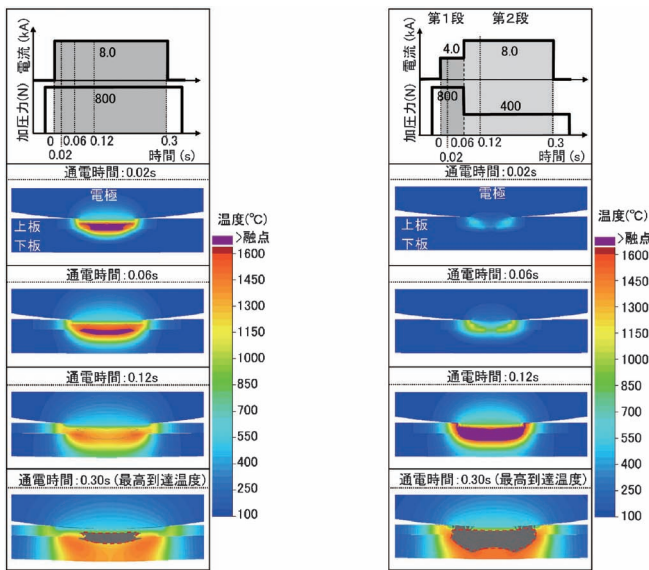 電流(kA)
8.0
加圧力(N)
800
0 0.06 0.12 0.3
0.02 時間(s)
通電時間:0.02s
電極
上板
下板
通電時間:0.06s
通電時間:0.12s
通電時間:0.30s(最高到達温度)
温度(℃)
>融点
1600
1450
1300
1150
1000
850
700
550
400
250
100
第1段 第2段
電流(kA)
4.0 8.0
加圧力(N)
800 400
0 0.06 0.12 0.3
0.02 時間(s)
通電時間:0.02s
電極
上板
下板
通電時間:0.06s
通電時間:0.12s
通電時間:0.30s(最高到達温度)
温度(℃)
>融点
1600
1450
1300
1150
1000
850
700
550
400
250
100